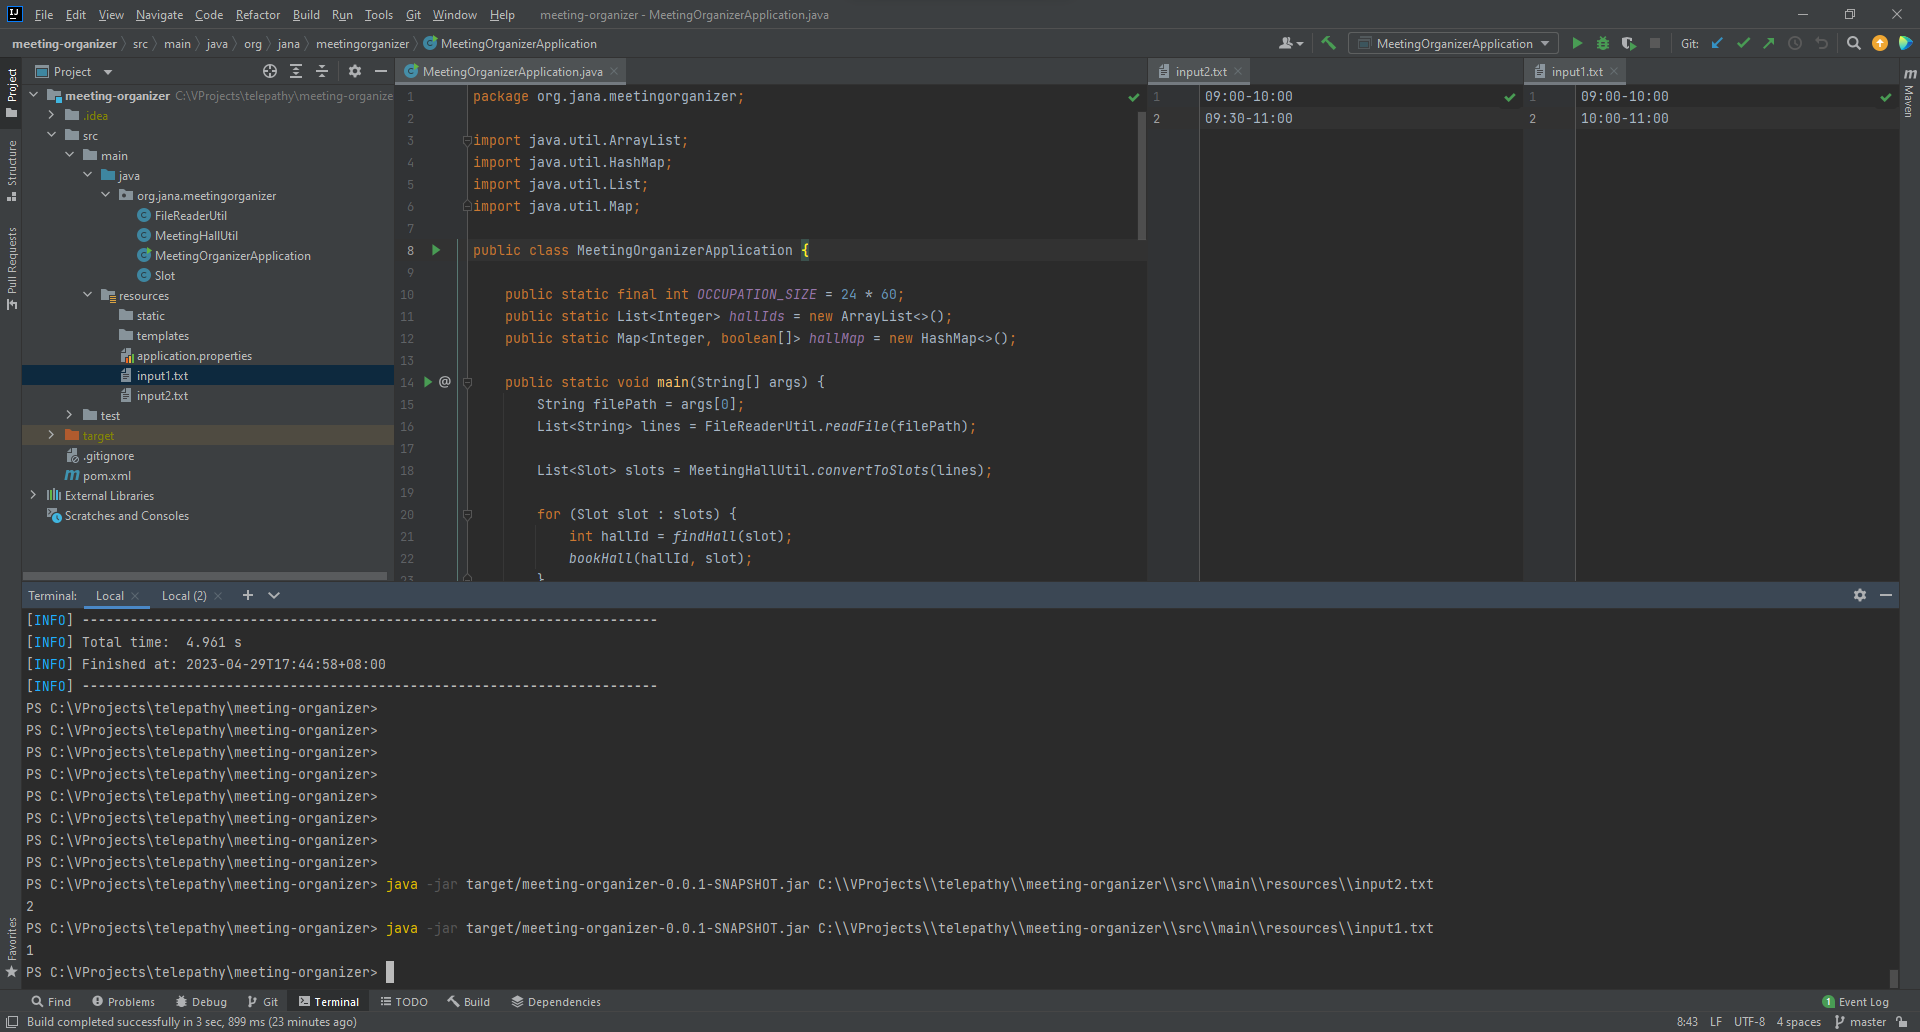 File Edit View Navigate Code Refactor Build Run Tools Git Window Help meeting-organizer - MeetingOrganizerApplication.java
meeting-organizer src main java org jana meetingorganizer MeetingOrganizerApplication MeetingOrganizerApplication Git:
Project
MeetingOrganizerApplication.java
input2.txt
input1.txt
Project
Structure
Pull Requests
Favorites
Maven
meeting-organizer C:\VProjects\telepathy\meeting-organize
.idea
src
main
java
org.jana.meetingorganizer
FileReaderUtil
MeetingHallUtil
MeetingOrganizerApplication
Slot
resources
static
templates
application.properties
input1.txt
input2.txt
test
target
.gitignore
pom.xml
External Libraries
Scratches and Consoles
1 package org.jana.meetingorganizer;
2
3 import java.util.ArrayList;
4 import java.util.HashMap;
5 import java.util.List;
6 import java.util.Map;
7
8 public class MeetingOrganizerApplication {
9
10 public static final int OCCUPATION_SIZE = 24 * 60;
11 public static List<Integer> hallIds = new ArrayList<>();
12 public static Map<Integer, boolean[]> hallMap = new HashMap<>();
13
14 @ public static void main(String[] args) {
15 String filePath = args[0];
16 List<String> lines = FileReaderUtil.readFile(filePath);
17
18 List<Slot> slots = MeetingHallUtil.convertToSlots(lines);
19
20 for (Slot slot : slots) {
21 int hallId = findHall(slot);
22 bookHall(hallId, slot);
23 }
1 09:00-10:00
2 09:30-11:00
1 09:00-10:00
2 10:00-11:00
Terminal: Local Local (2)
[INFO] ------------------------------------------------------------------------
[INFO] Total time:  4.961 s
[INFO] Finished at: 2023-04-29T17:44:58+08:00
[INFO] ------------------------------------------------------------------------
PS C:\VProjects\telepathy\meeting-organizer>
PS C:\VProjects\telepathy\meeting-organizer>
PS C:\VProjects\telepathy\meeting-organizer>
PS C:\VProjects\telepathy\meeting-organizer>
PS C:\VProjects\telepathy\meeting-organizer>
PS C:\VProjects\telepathy\meeting-organizer>
PS C:\VProjects\telepathy\meeting-organizer>
PS C:\VProjects\telepathy\meeting-organizer>
PS C:\VProjects\telepathy\meeting-organizer> java -jar target/meeting-organizer-0.0.1-SNAPSHOT.jar C:\\VProjects\\telepathy\\meeting-organizer\\src\\main\\resources\\input2.txt
2
PS C:\VProjects\telepathy\meeting-organizer> java -jar target/meeting-organizer-0.0.1-SNAPSHOT.jar C:\\VProjects\\telepathy\\meeting-organizer\\src\\main\\resources\\input1.txt
1
PS C:\VProjects\telepathy\meeting-organizer>
Find Problems Debug Git Terminal TODO Build Dependencies 1 Event Log
Build completed successfully in 3 sec, 899 ms (23 minutes ago) 8:43 LF UTF-8 4 spaces master